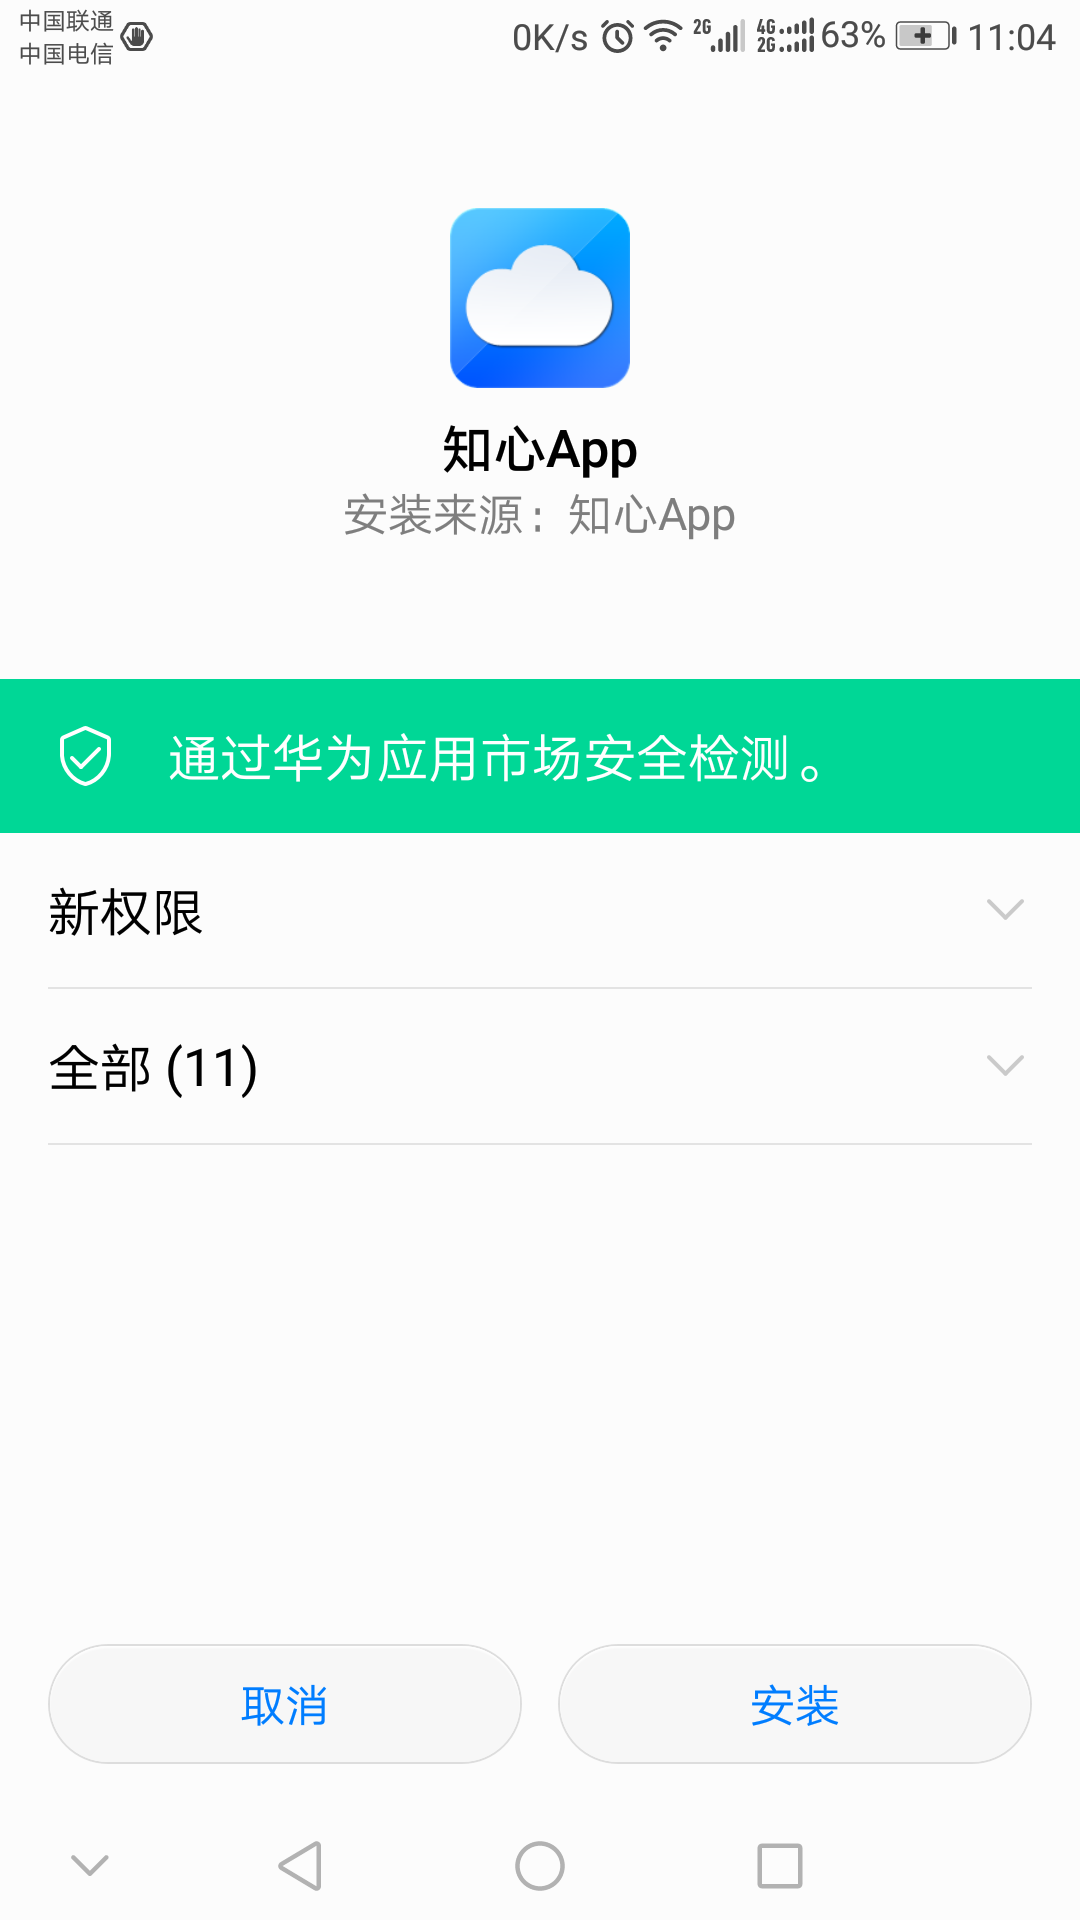 中国联通
中国电信
0K/s 2G 4G 2G 63% 11:04
知心App
安装来源：知心App
通过华为应用市场安全检测。
新权限
全部 (11)
取消 安装